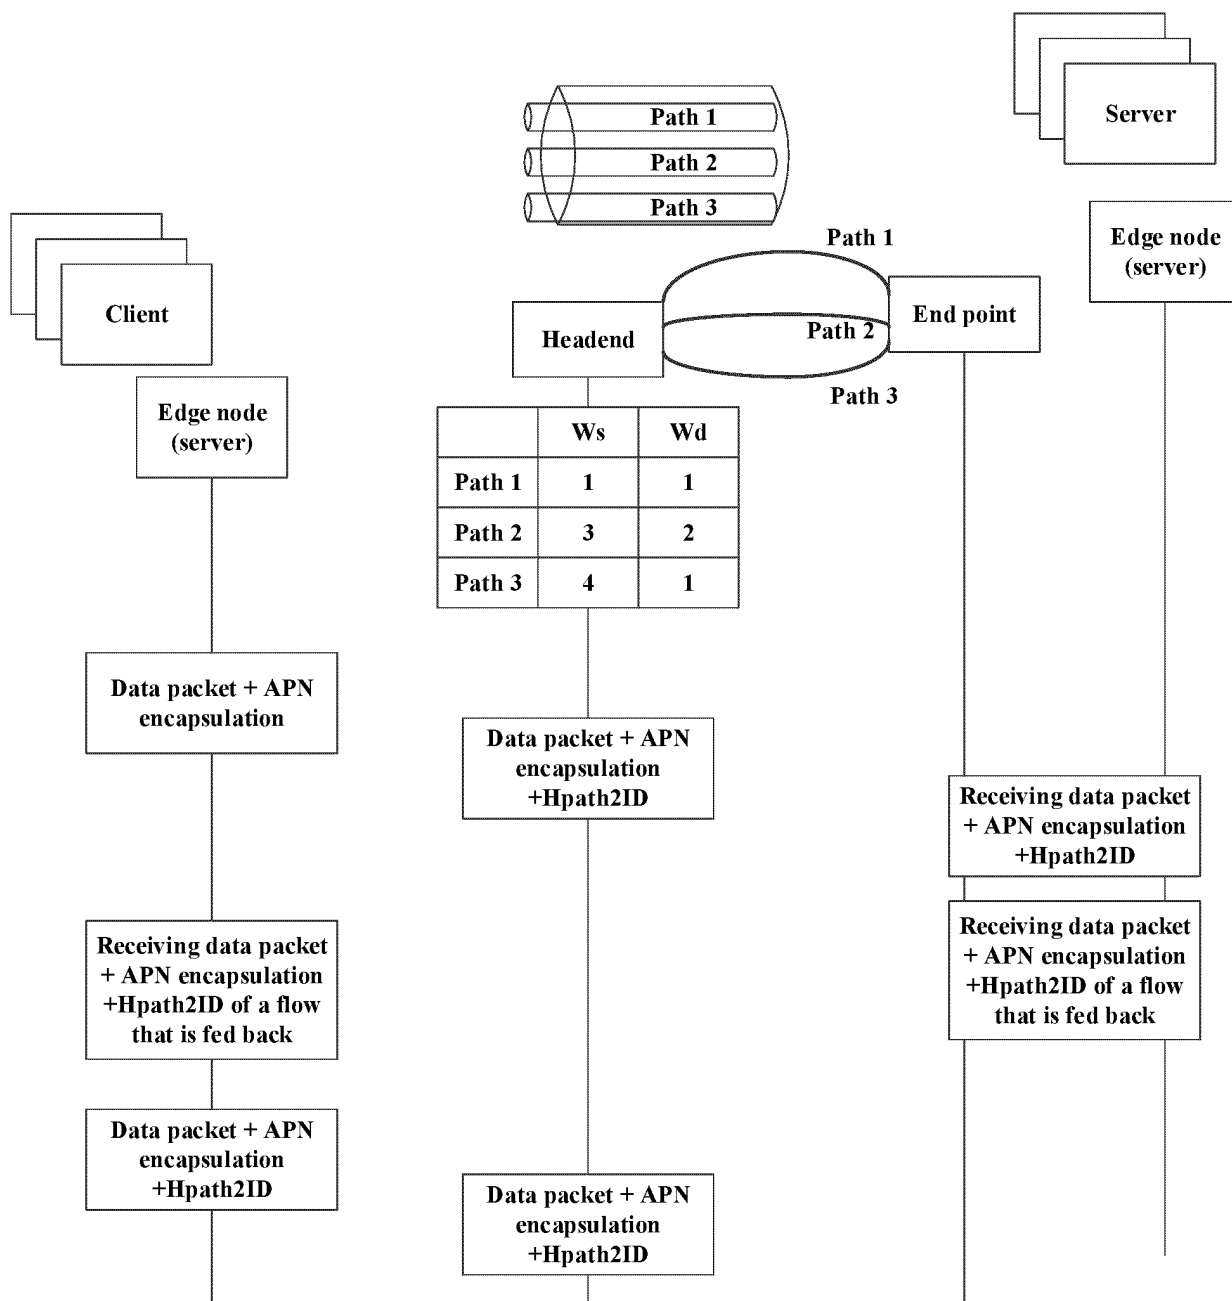 Server
Path 1
Path 2
Path 3
Edge node
(server)
Path 1
Client
Headend
Path 2
End point
Path 3
Edge node
(server)
Ws Wd
Path 1 1 1
Path 2 3 2
Path 3 4 1
Data packet + APN
encapsulation
Data packet + APN
encapsulation
+Hpath2ID
Receiving data packet
+ APN encapsulation
+Hpath2ID
Receiving data packet
+ APN encapsulation
+Hpath2ID of a flow
that is fed back
Receiving data packet
+ APN encapsulation
+Hpath2ID of a flow
that is fed back
Data packet + APN
encapsulation
+Hpath2ID
Data packet + APN
encapsulation
+Hpath2ID